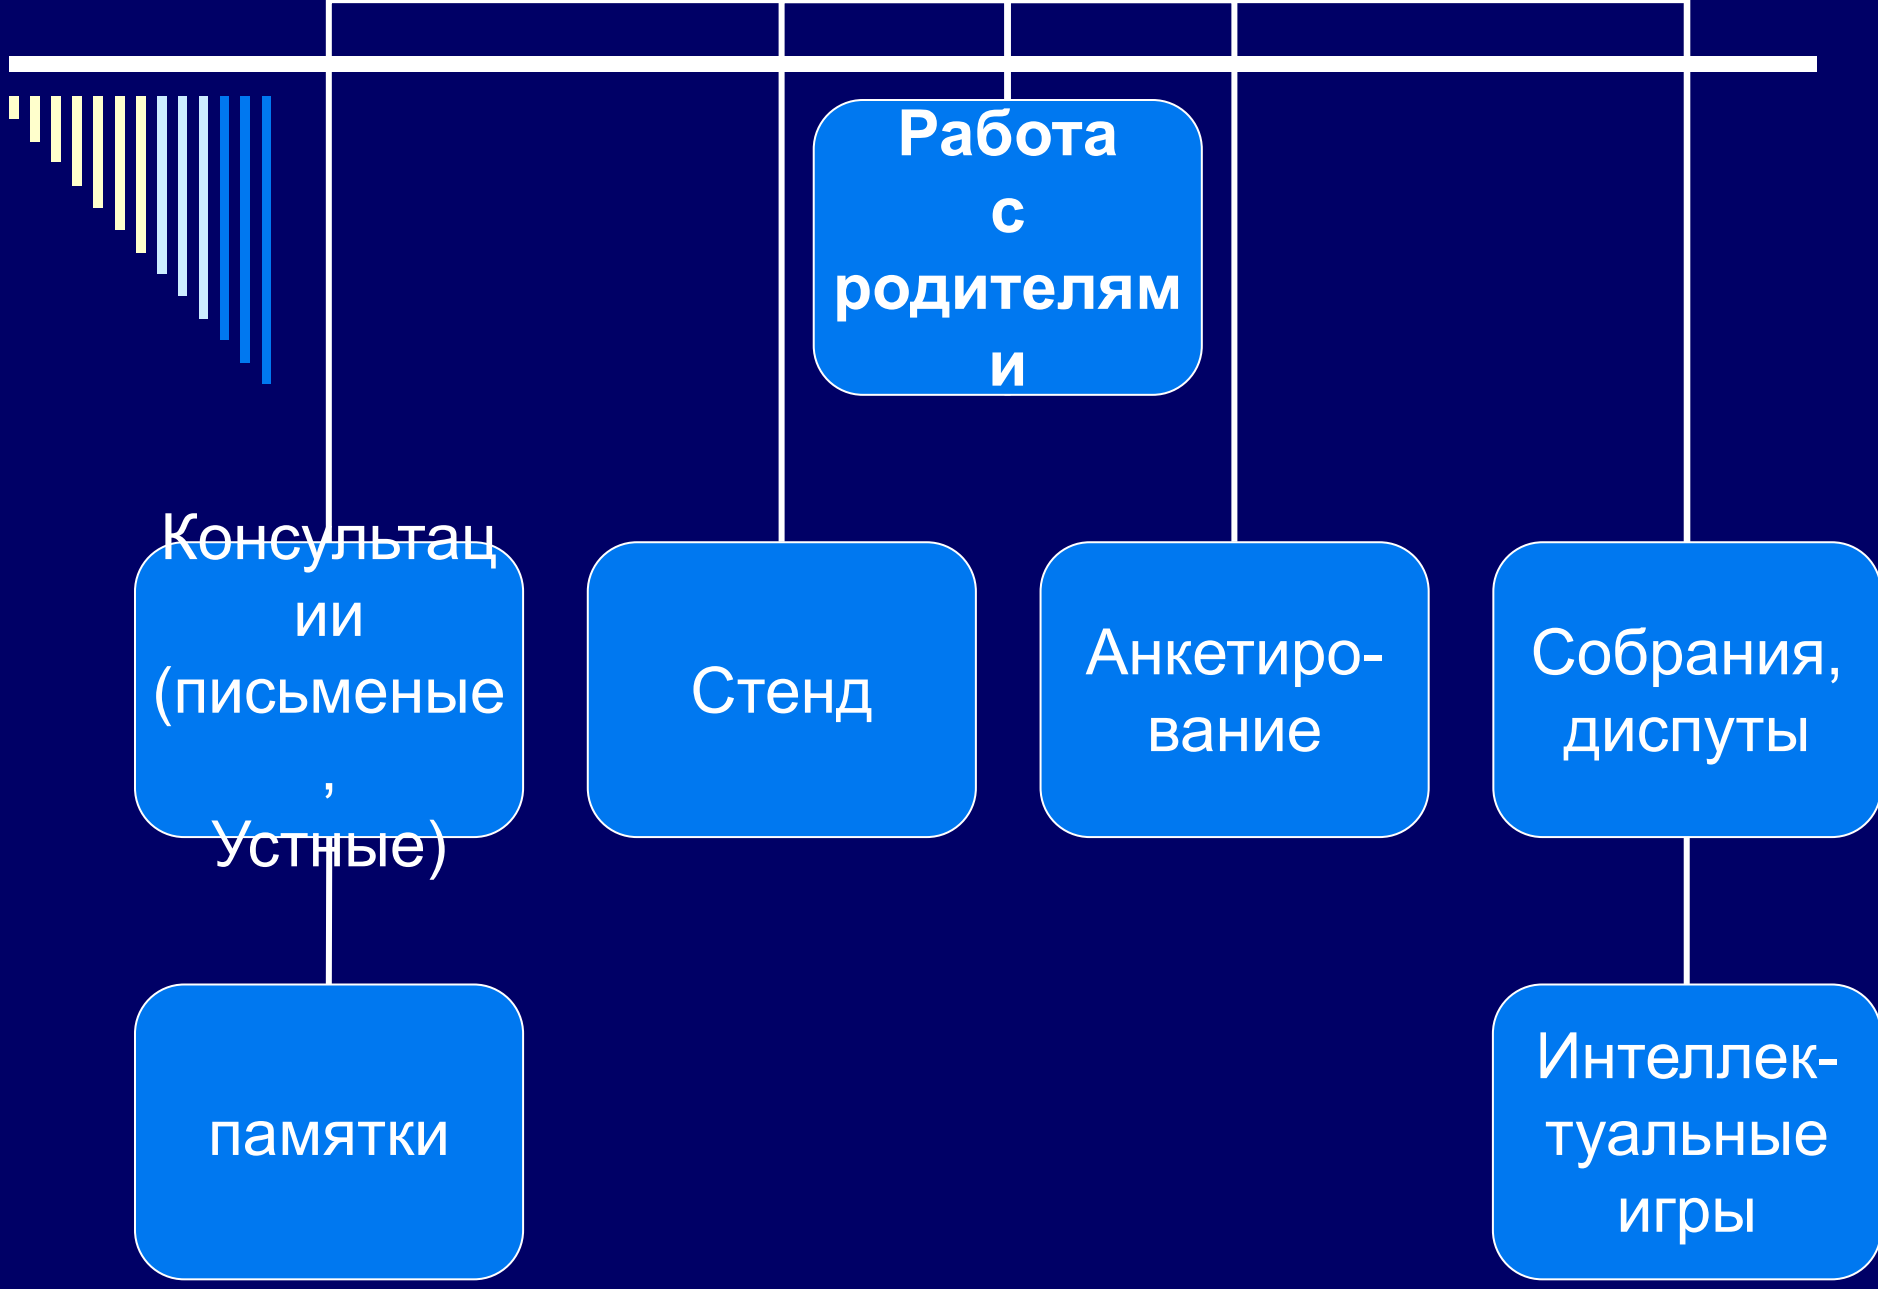 Работа
с
родителям
и
Консультац
ии
(письменые
,
Устные)
Стенд
Анкетиро-
вание
Собрания,
диспуты
памятки
Интеллек-
туальные
игры